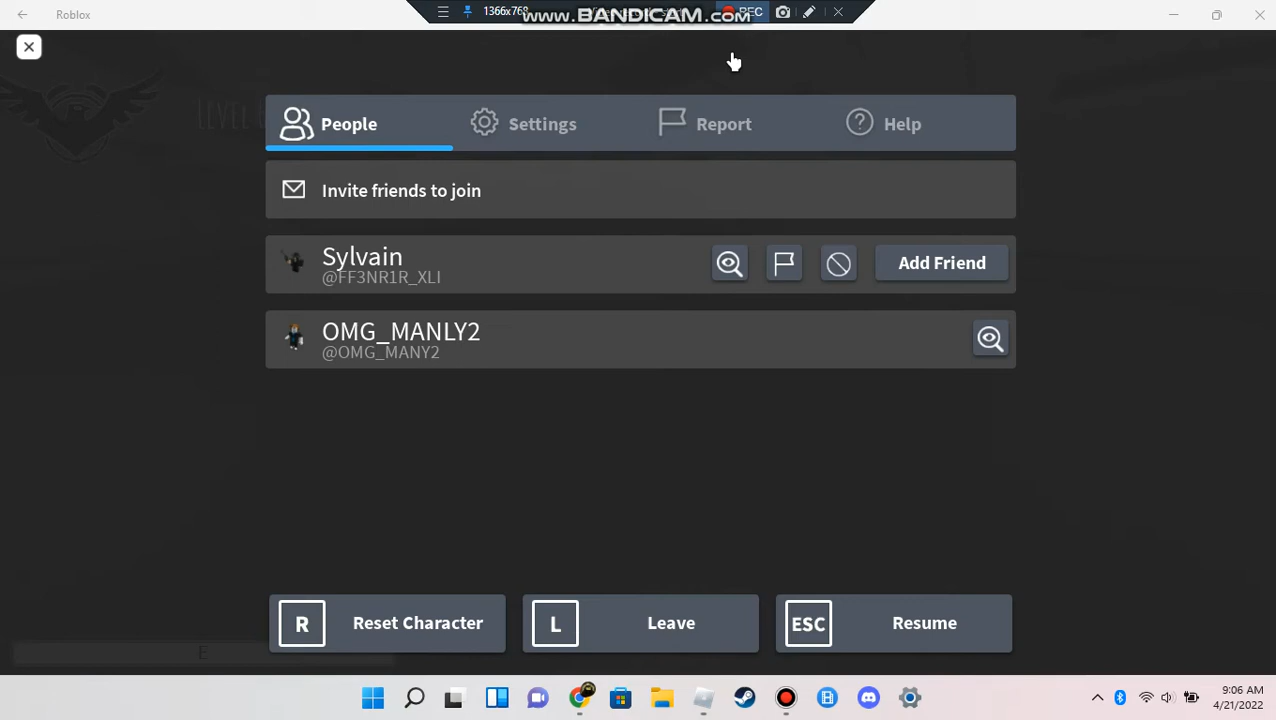 Roblox
1366x768
www.BANDICAM.com
REC
People
Settings
Report
Help
Invite friends to join
Sylvain
@FF3NR1R_XLI
Add Friend
OMG_MANLY2
@OMG_MANY2
R
Reset Character
L
Leave
ESC
Resume
E
9:06 AM
4/21/2022